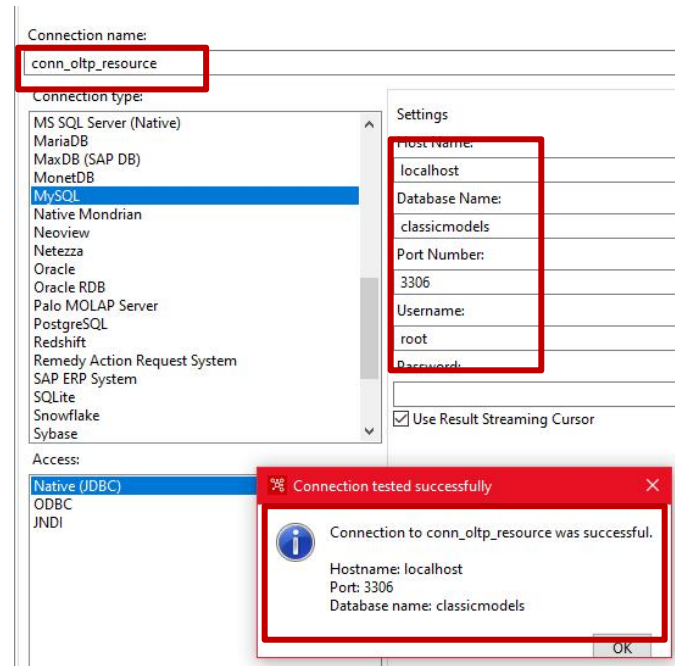 Connection name:
conn_oltp_resource
Connection type:
MS SQL Server (Native)
MariaDB
MaxDB (SAP DB)
MonetDB
MySQL
Native Mondrian
Neoview
Netezza
Oracle
Oracle RDB
Palo MOLAP Server
PostgreSQL
Redshift
Remedy Action Request System
SAP ERP System
SQLite
Snowflake
Sybase
Access:
Native (JDBC)
ODBC
JNDI
Settings
Host Name:
localhost
Database Name:
classicmodels
Port Number:
3306
Username:
root
Password:
Use Result Streaming Cursor
Connection tested successfully
Connection to conn_oltp_resource was successful.
Hostname: localhost
Port: 3306
Database name: classicmodels
OK